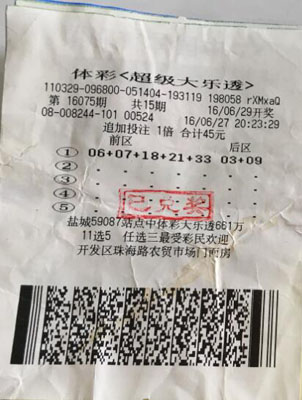 体彩<超级大乐透>
110329-096800-051404-193119 198058 rXMxaQ
第 16075期 共15期 16/06/29开奖
08-008244-101 00524 16/06/27 20:23:29
追加投注 1倍 合计45元
前区 后区
① 06+07+18+21+33 03+09
②
③
④
⑤
已兑奖
盐城59087站点中体彩大乐透661万
11选5 任选三最受彩民欢迎
开发区珠海路农贸市场门面房